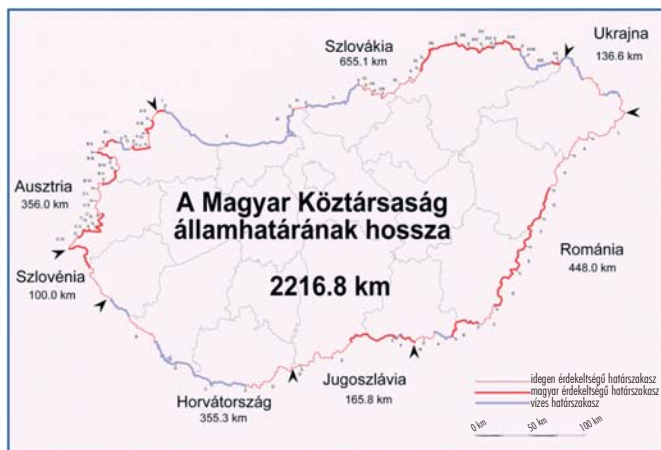 Szlovákia
655.1 km
Ukrajna
136.6 km
Ausztria
356.0 km
A Magyar Köztársaság
államhatárának hossza
2216.8 km
Románia
448.0 km
Szlovénia
100.0 km
Horvátország
355.3 km
Jugoszlávia
165.8 km
idegen érdekeltségű határszakasz
magyar érdekeltségű határszakasz
vízes határszakasz
0 km 50 km 100 km